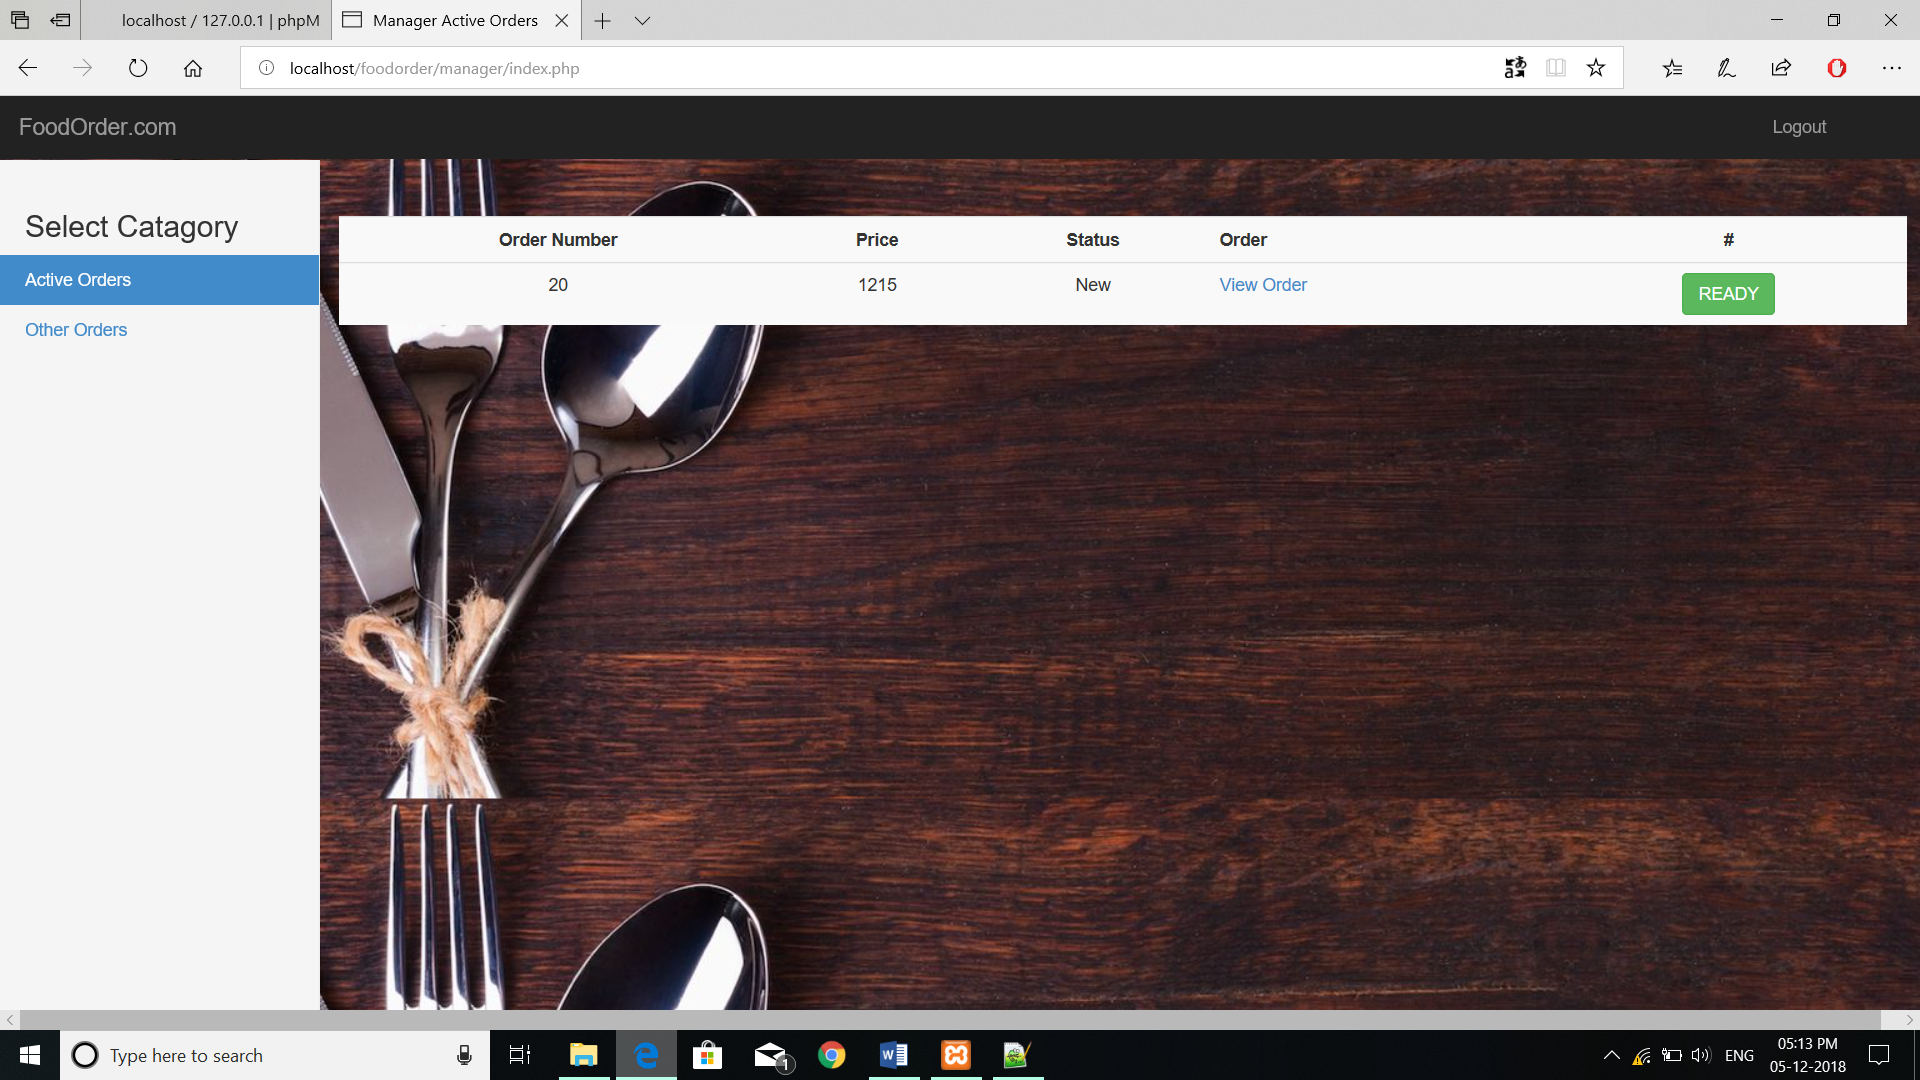 localhost / 127.0.0.1 | phpM
Manager Active Orders
localhost/foodorder/manager/index.php
FoodOrder.com
Logout
Select Catagory
Active Orders
Other Orders
Order Number Price Status Order #
20 1215 New View Order READY
Type here to search
1
ENG
05:13 PM
05-12-2018